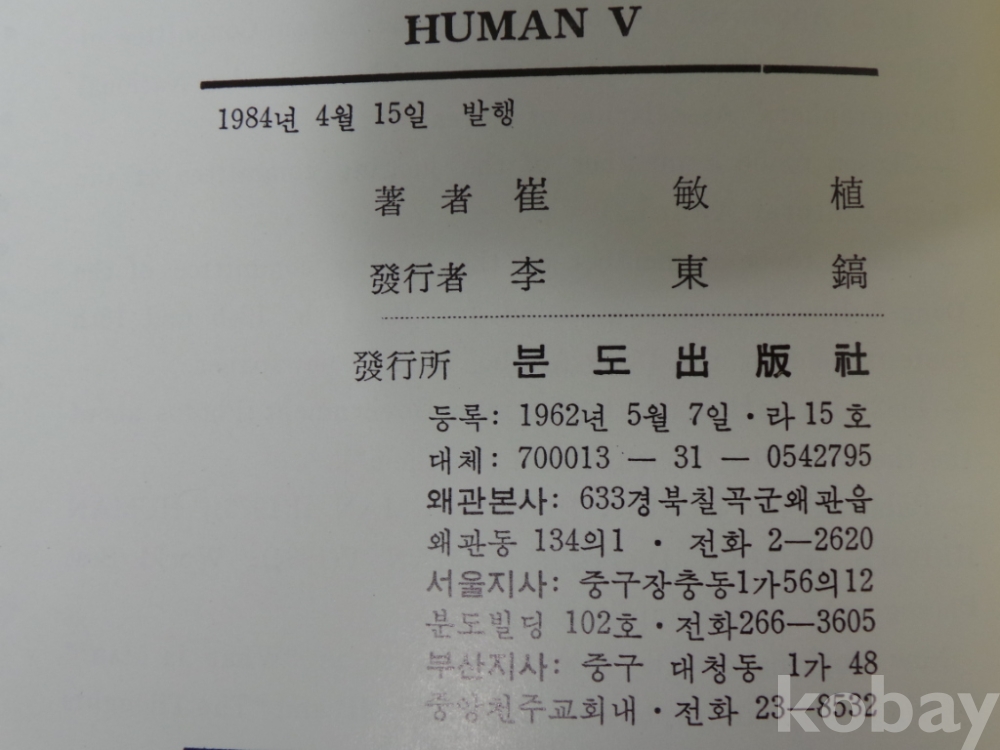 HUMAN V
1984년 4월 15일 발행
著 者 崔 敏 植
發行者 李 東 鎬
發行所 분 도 出 版 社
등록: 1962년 5월 7일 · 라 15 호
대체: 700013 — 31 — 0542795
왜관본사: 633경북칠곡군왜관읍
왜관동 134의1 · 전화 2—2620
서울지사: 중구장충동1가56의12
분도빌딩 102호 · 전화266—3605
부산지사: 중구 대청동 1가 48
중앙천주교회내 · 전화 23—8532
kobay